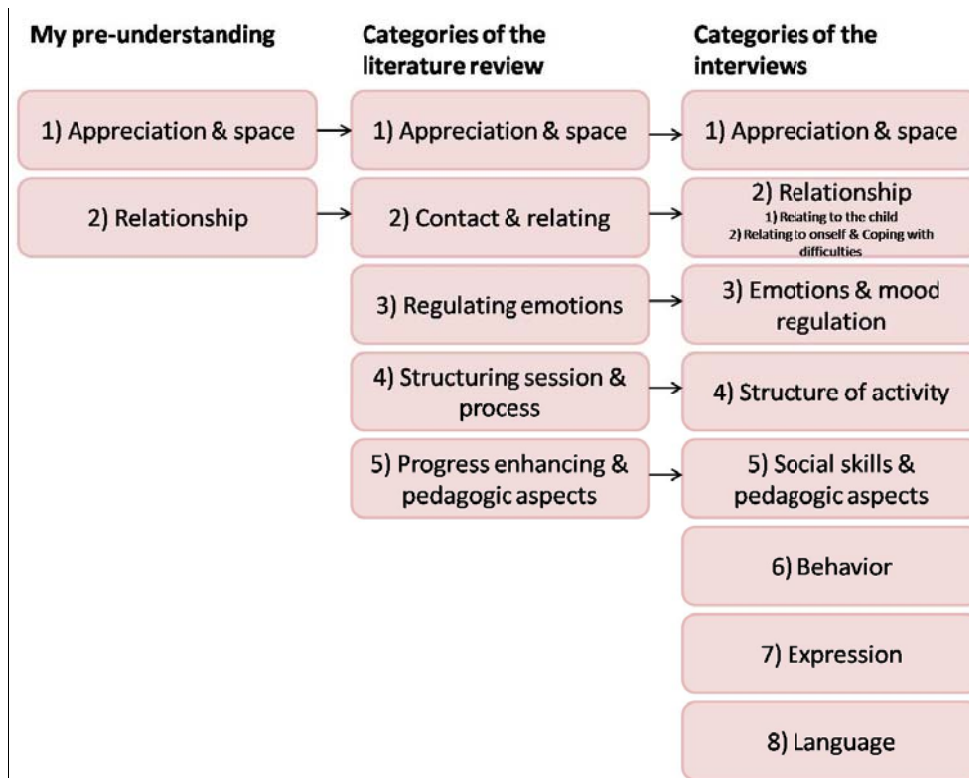 My pre-understanding
Categories of the
literature review
Categories of the
interviews
1) Appreciation & space
1) Appreciation & space
1) Appreciation & space
2) Relationship
2) Contact & relating
2) Relationship
1) Relating to the child
2) Relating to onself & Coping with
difficulties
3) Regulating emotions
3) Emotions & mood
regulation
4) Structuring session &
process
4) Structure of activity
5) Progress enhancing &
pedagogic aspects
5) Social skills &
pedagogic aspects
6) Behavior
7) Expression
8) Language